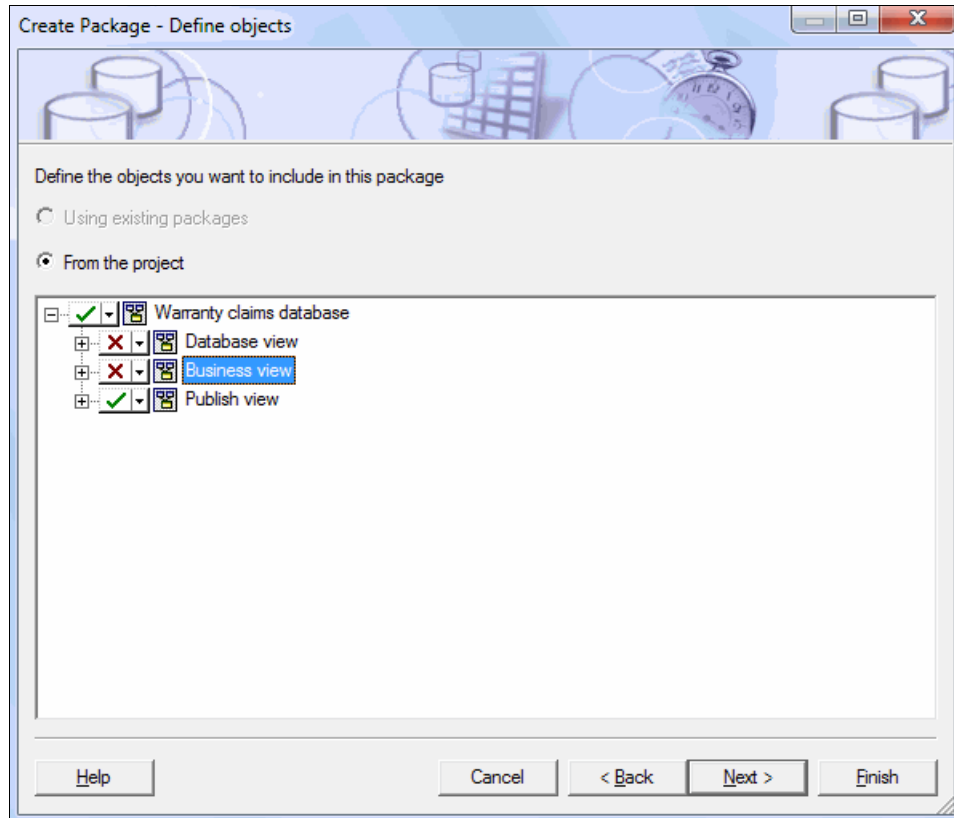 Create Package - Define objects
Define the objects you want to include in this package
Using existing packages
From the project
Warranty claims database
Database view
Business view
Publish view
Help Cancel < Back Next > Finish